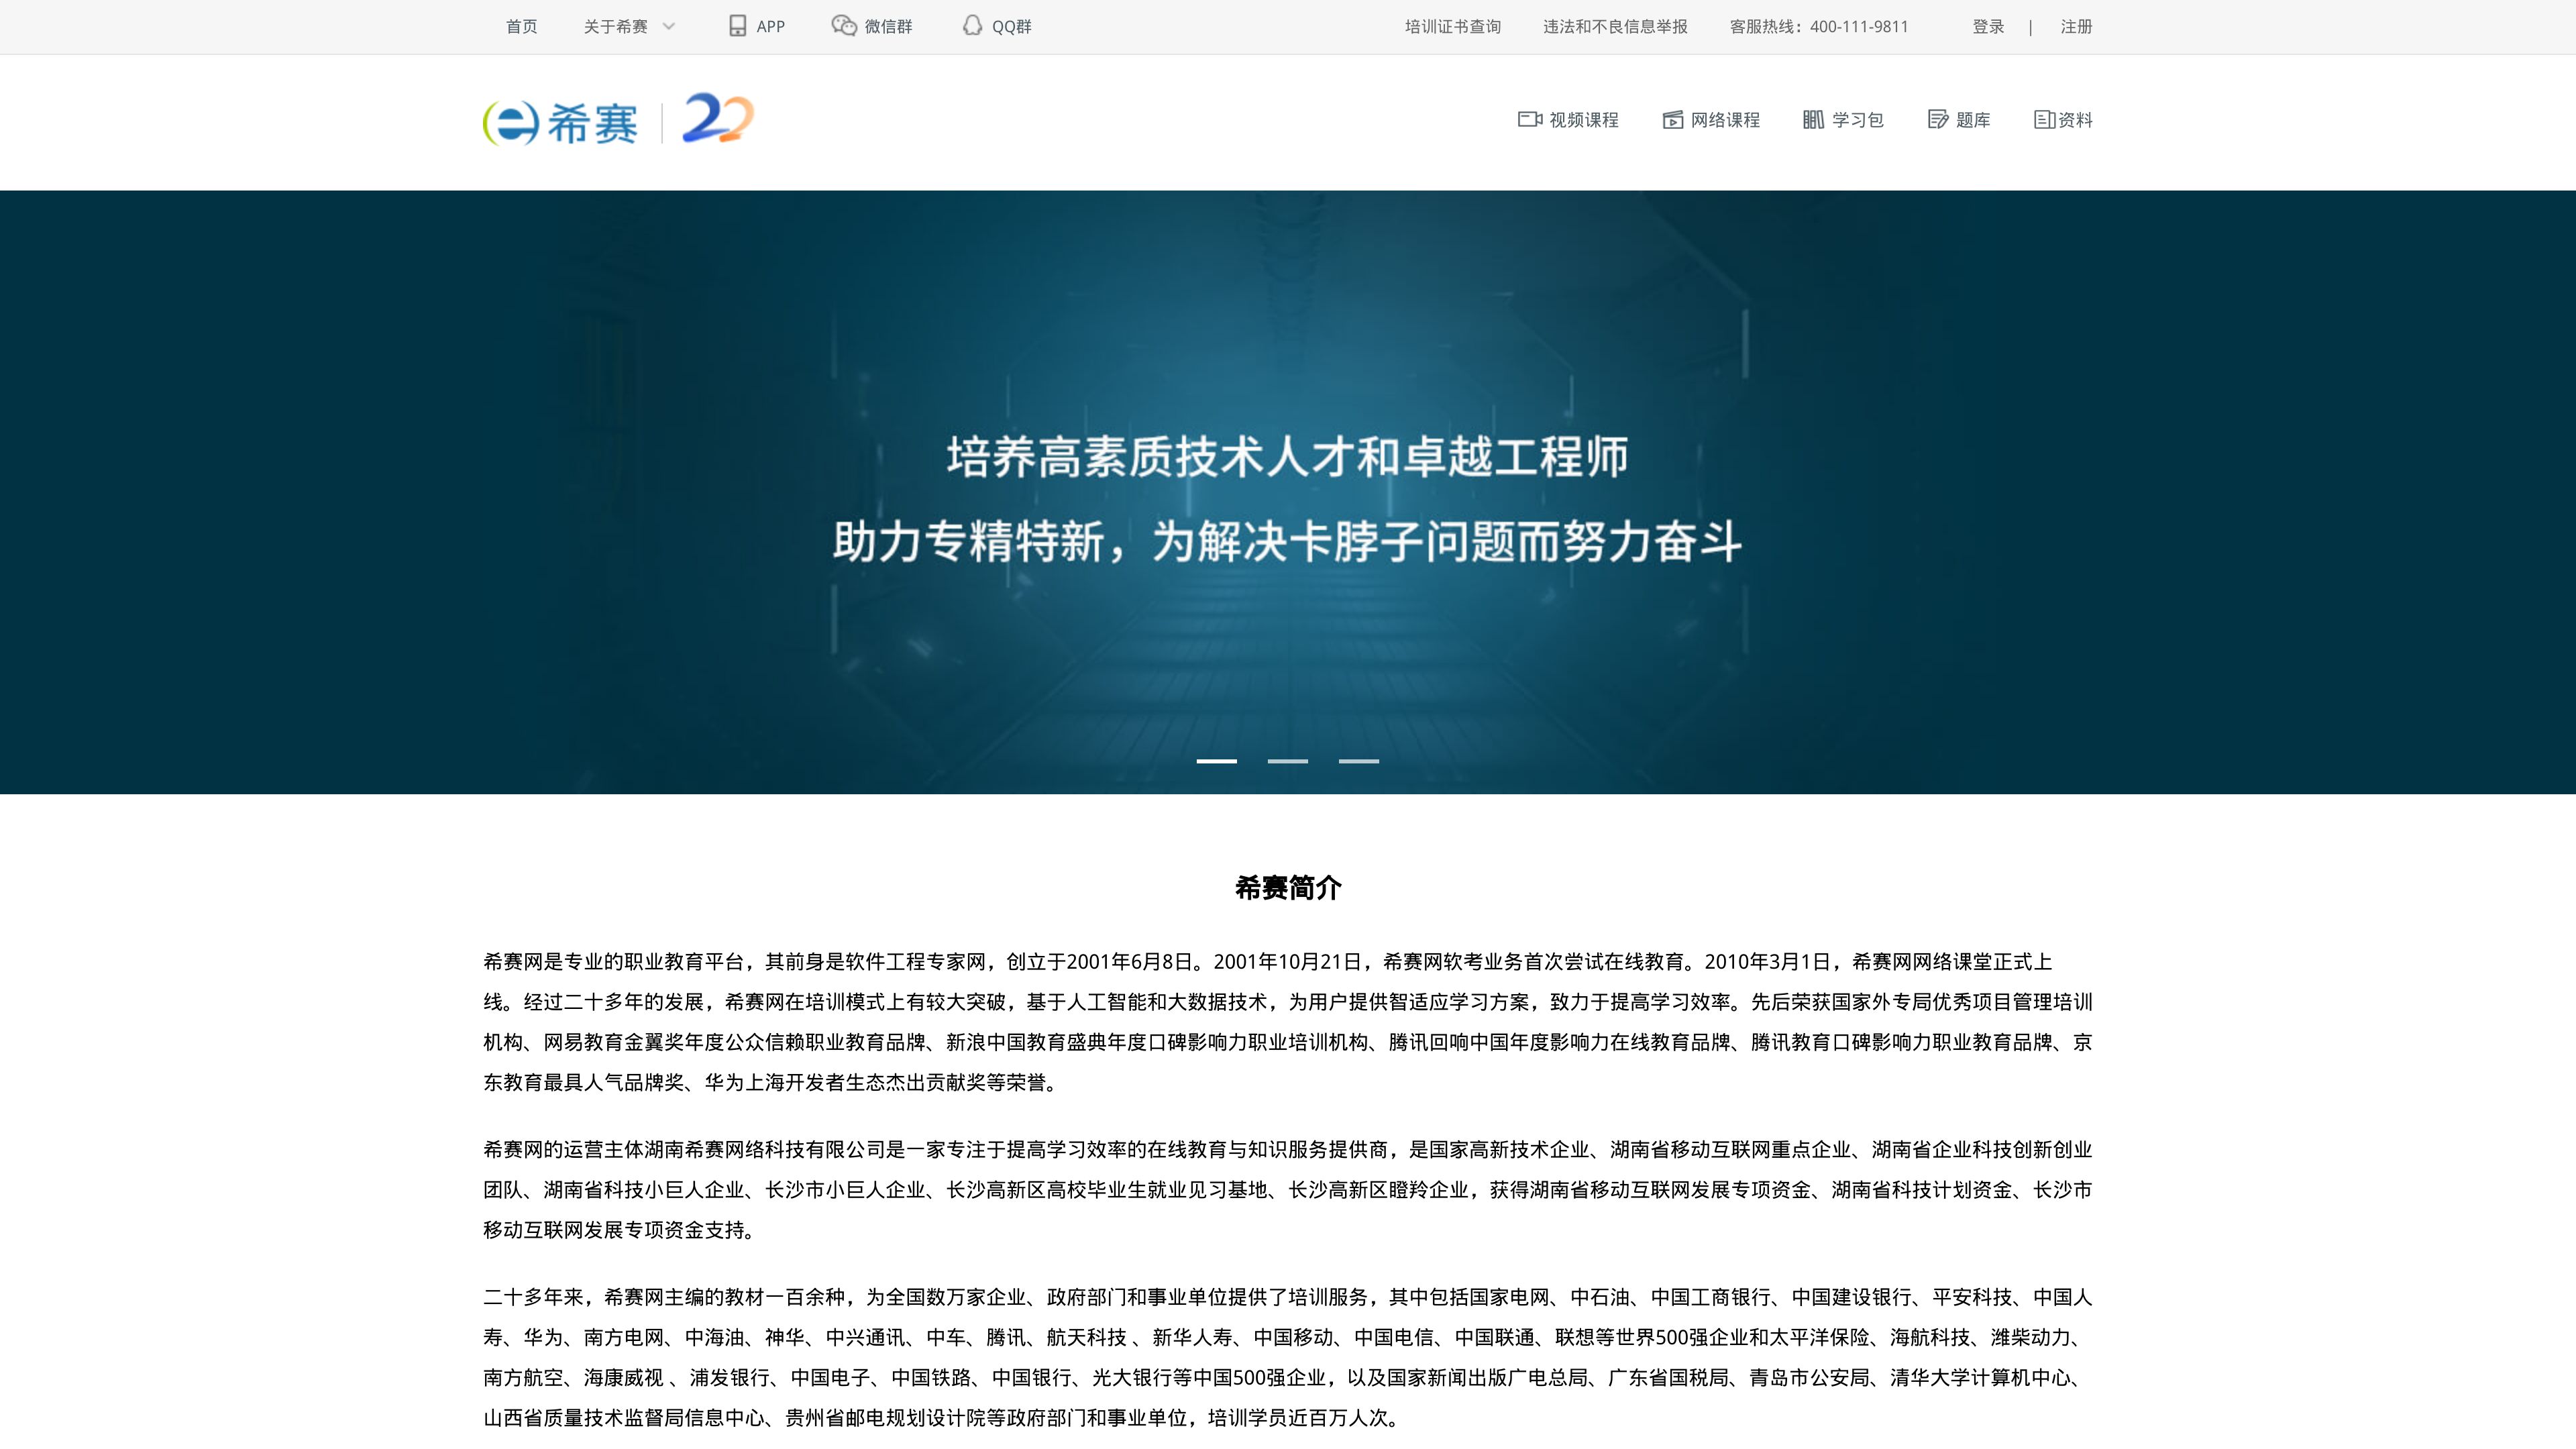 首页 关于希赛 APP 微信群 QQ群 培训证书查询 违法和不良信息举报 客服热线：400-111-9811 登录 | 注册
希赛 22 视频课程 网络课程 学习包 题库 资料
培养高素质技术人才和卓越工程师
助力专精特新，为解决卡脖子问题而努力奋斗
希赛简介
希赛网是专业的职业教育平台，其前身是软件工程专家网，创立于2001年6月8日。2001年10月21日，希赛网软考业务首次尝试在线教育。2010年3月1日，希赛网网络课堂正式上
线。经过二十多年的发展，希赛网在培训模式上有较大突破，基于人工智能和大数据技术，为用户提供智适应学习方案，致力于提高学习效率。先后荣获国家外专局优秀项目管理培训
机构、网易教育金翼奖年度公众信赖职业教育品牌、新浪中国教育盛典年度口碑影响力职业培训机构、腾讯回响中国年度影响力在线教育品牌、腾讯教育口碑影响力职业教育品牌、京
东教育最具人气品牌奖、华为上海开发者生态杰出贡献奖等荣誉。
希赛网的运营主体湖南希赛网络科技有限公司是一家专注于提高学习效率的在线教育与知识服务提供商，是国家高新技术企业、湖南省移动互联网重点企业、湖南省企业科技创新创业
团队、湖南省科技小巨人企业、长沙市小巨人企业、长沙高新区高校毕业生就业见习基地、长沙高新区瞪羚企业，获得湖南省移动互联网发展专项资金、湖南省科技计划资金、长沙市
移动互联网发展专项资金支持。
二十多年来，希赛网主编的教材一百余种，为全国数万家企业、政府部门和事业单位提供了培训服务，其中包括国家电网、中石油、中国工商银行、中国建设银行、平安科技、中国人
寿、华为、南方电网、中海油、神华、中兴通讯、中车、腾讯、航天科技 、新华人寿、中国移动、中国电信、中国联通、联想等世界500强企业和太平洋保险、海航科技、潍柴动力、
南方航空、海康威视 、浦发银行、中国电子、中国铁路、中国银行、光大银行等中国500强企业，以及国家新闻出版广电总局、广东省国税局、青岛市公安局、清华大学计算机中心、
山西省质量技术监督局信息中心、贵州省邮电规划设计院等政府部门和事业单位，培训学员近百万人次。